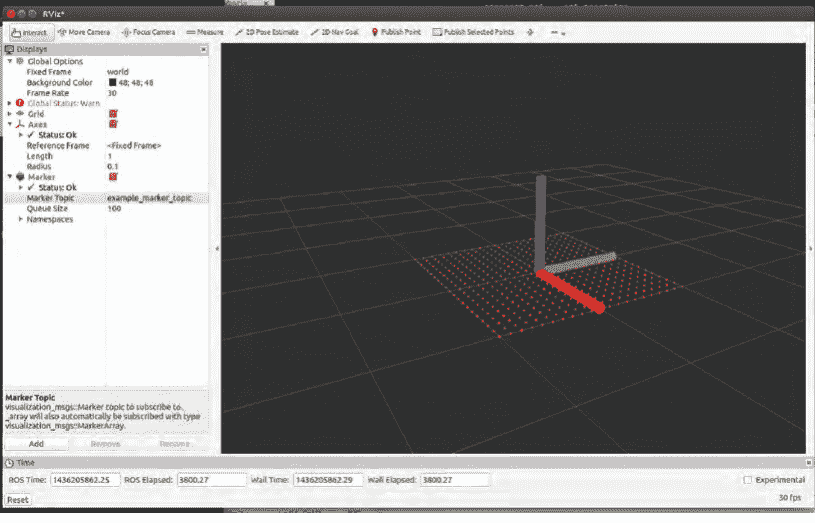 RViz*
Interact Move Camera Focus Camera Measure 2D Pose Estimate 2D Nav Goal Publish Point Publish Selected Points
Displays
Global Options
Fixed Frame world
Background Color 48; 48; 48
Frame Rate 30
Global Status: Warn
Grid
Axes
Status: Ok
Reference Frame <Fixed Frame>
Length 1
Radius 0.1
Marker
Status: Ok
Marker Topic example_marker_topic
Queue Size 100
Namespaces
Marker Topic
visualization_msgs::Marker topic to subscribe to.
_array will also automatically be subscribed with type
visualization_msgs::MarkerArray.
Add Remove Rename
Time
ROS Time: 1436205862.25 ROS Elapsed: 3800.27 Wall Time: 1436205862.29 Wall Elapsed: 3800.27 Experimental
Reset 30 fps